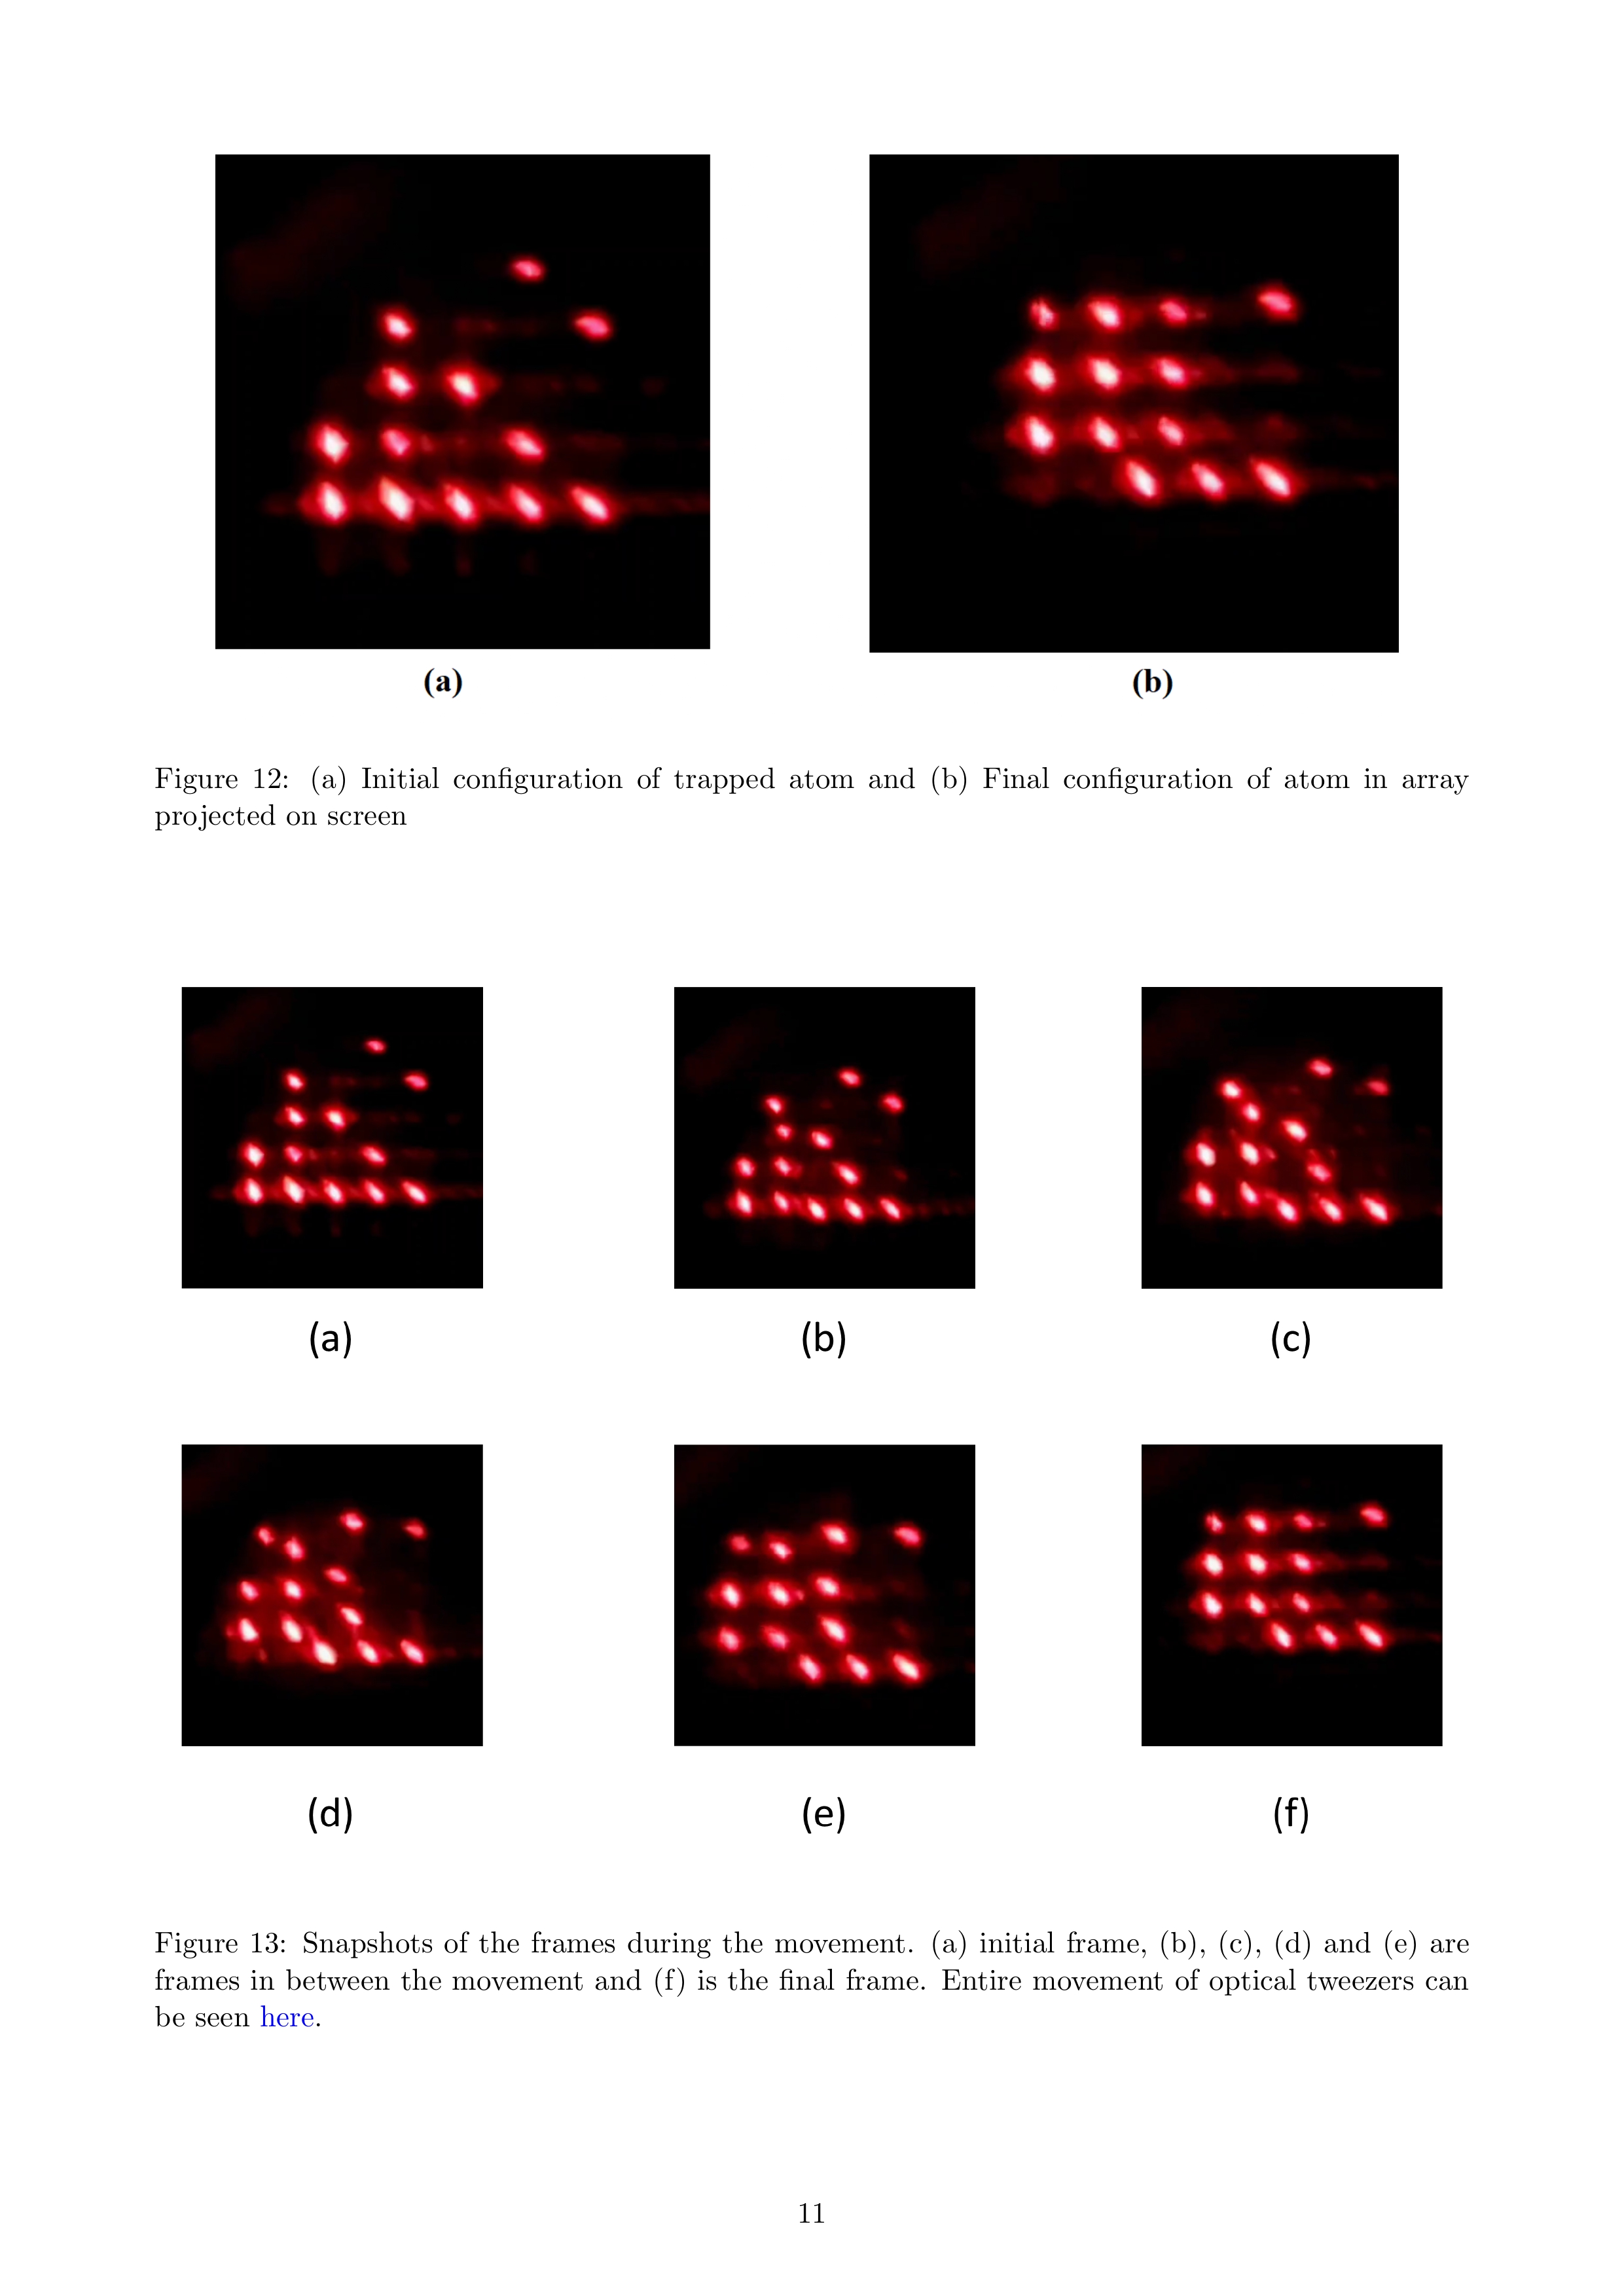 (a)
(b)
Figure 12: (a) Initial configuration of trapped atom and (b) Final configuration of atom in array
projected on screen
(a)
(b)
(c)
(d)
(e)
(f)
Figure 13: Snapshots of the frames during the movement. (a) initial frame, (b), (c), (d) and (e) are
frames in between the movement and (f) is the final frame. Entire movement of optical tweezers can
be seen here.
11